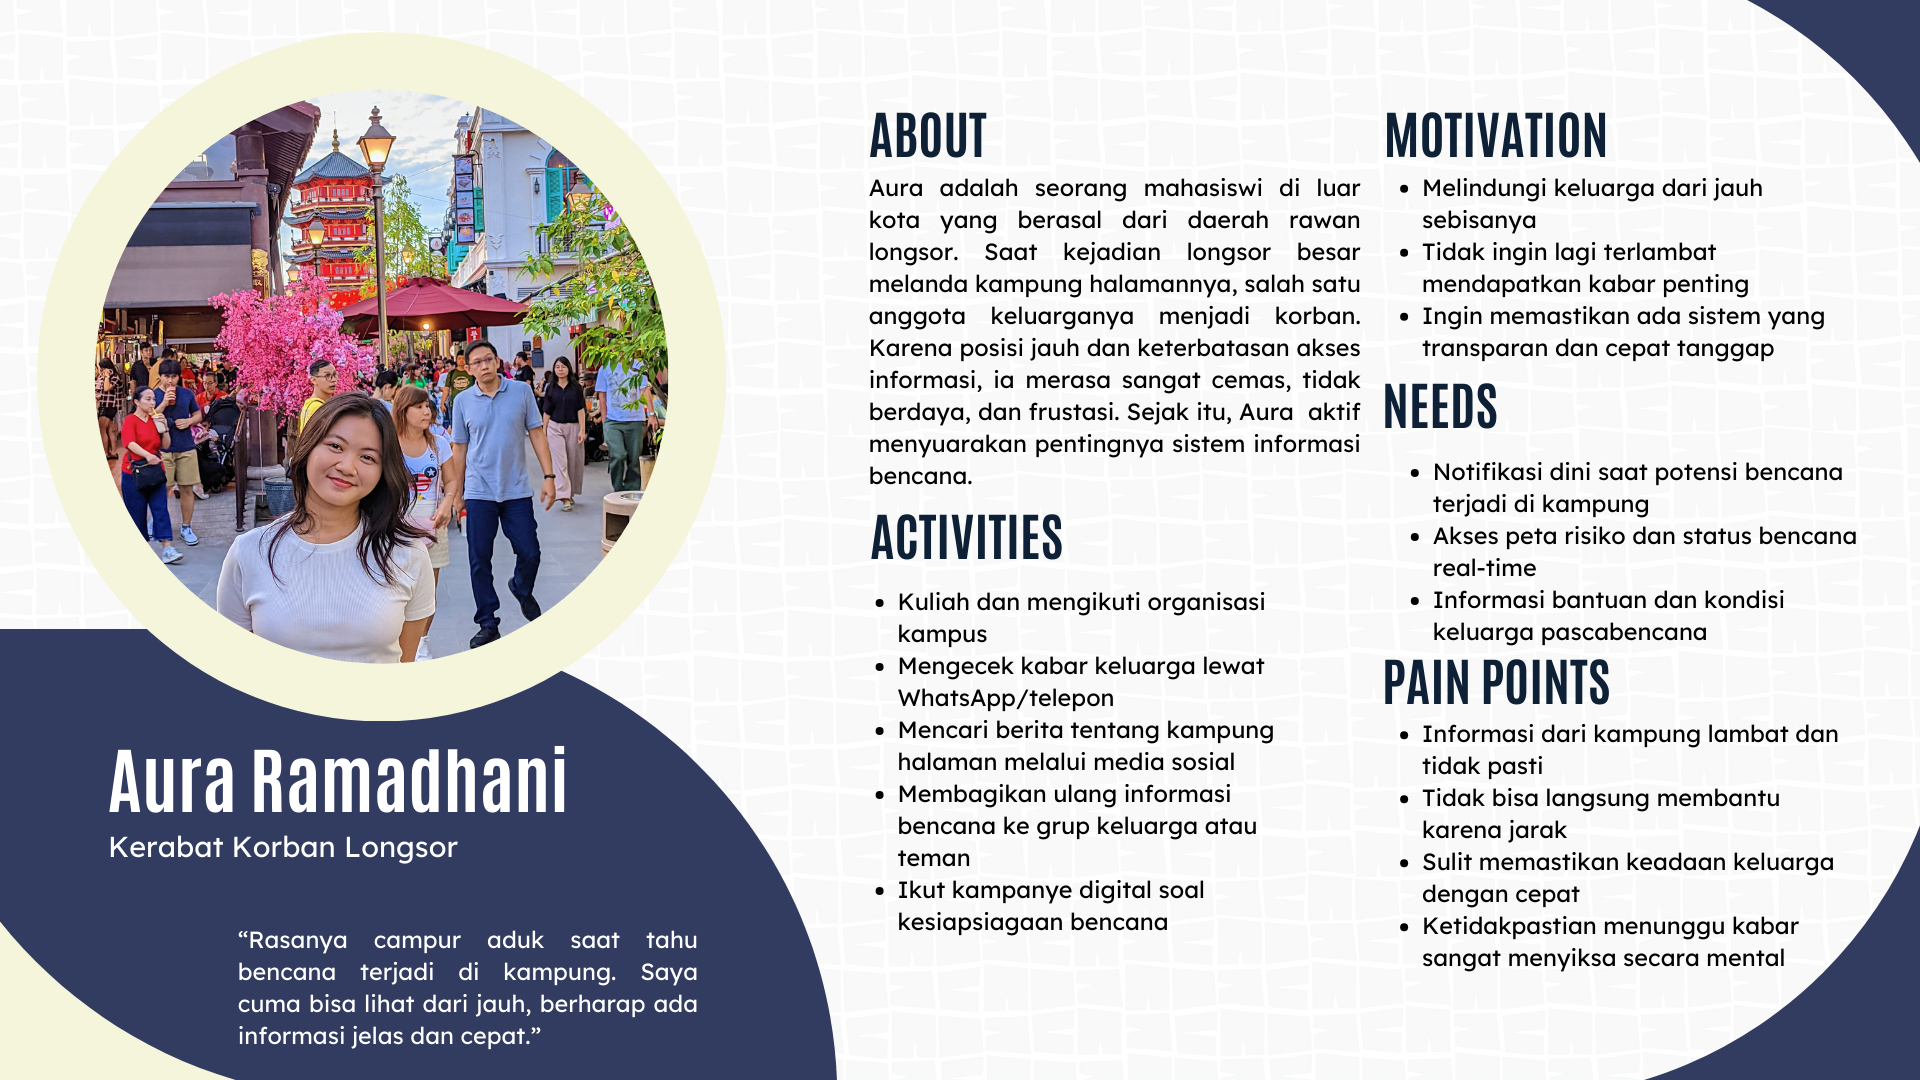 Aura Ramadhani
Kerabat Korban Longsor
“Rasanya campur aduk saat tahu
bencana terjadi di kampung. Saya
cuma bisa lihat dari jauh, berharap ada
informasi jelas dan cepat.”
ABOUT
Aura adalah seorang mahasiswi di luar
kota yang berasal dari daerah rawan
longsor. Saat kejadian longsor besar
melanda kampung halamannya, salah satu
anggota keluarganya menjadi korban.
Karena posisi jauh dan keterbatasan akses
informasi, ia merasa sangat cemas, tidak
berdaya, dan frustasi. Sejak itu, Aura aktif
menyuarakan pentingnya sistem informasi
bencana.
ACTIVITIES
• Kuliah dan mengikuti organisasi
kampus
• Mengecek kabar keluarga lewat
WhatsApp/telepon
• Mencari berita tentang kampung
halaman melalui media sosial
• Membagikan ulang informasi
bencana ke grup keluarga atau
teman
• Ikut kampanye digital soal
kesiapsiagaan bencana
MOTIVATION
• Melindungi keluarga dari jauh
sebisanya
• Tidak ingin lagi terlambat
mendapatkan kabar penting
• Ingin memastikan ada sistem yang
transparan dan cepat tanggap
NEEDS
• Notifikasi dini saat potensi bencana
terjadi di kampung
• Akses peta risiko dan status bencana
real-time
• Informasi bantuan dan kondisi
keluarga pascabencana
PAIN POINTS
• Informasi dari kampung lambat dan
tidak pasti
• Tidak bisa langsung membantu
karena jarak
• Sulit memastikan keadaan keluarga
dengan cepat
• Ketidakpastian menunggu kabar
sangat menyiksa secara mental